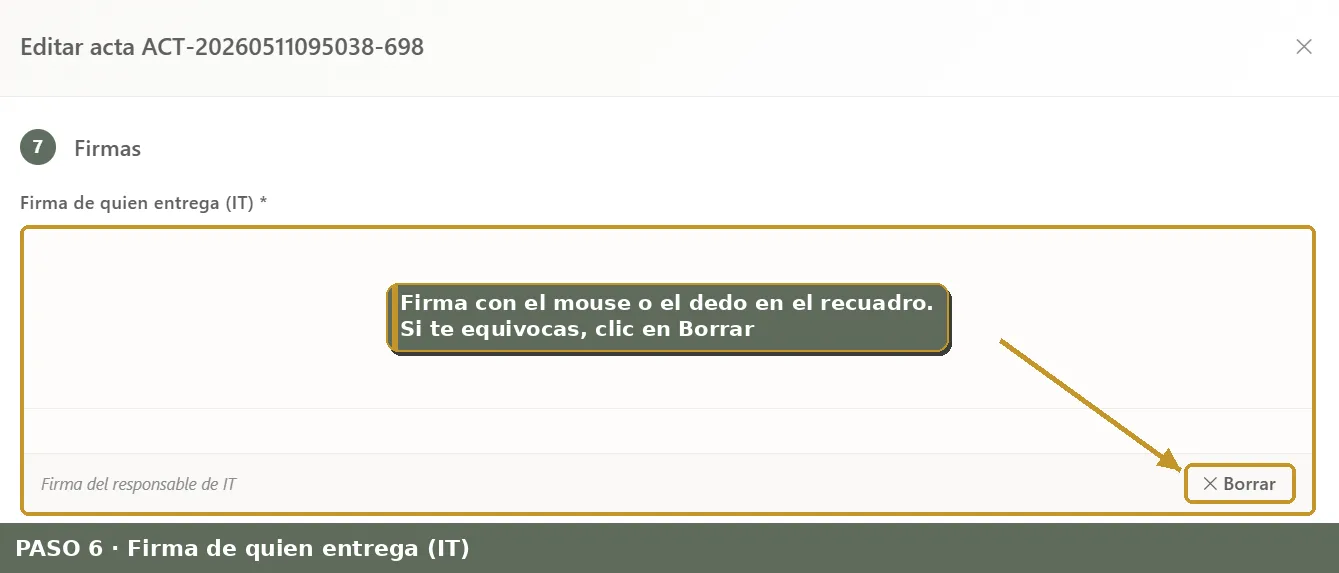 Editar acta ACT-20260511095038-698
7 Firmas
Firma de quien entrega (IT) *
Firma con el mouse o el dedo en el recuadro.
Si te equivocas, clic en Borrar
Firma del responsable de IT
Borrar
PASO 6 · Firma de quien entrega (IT)